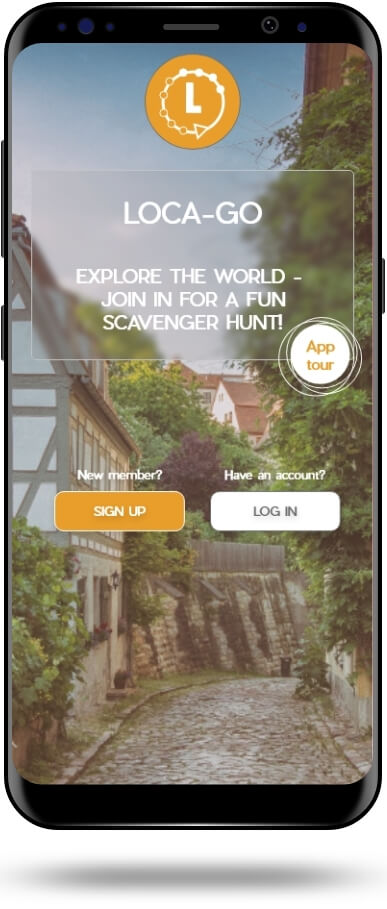 L
LOCA-GO
EXPLORE THE WORLD -
JOIN IN FOR A FUN
SCAVENGER HUNT!
App
tour
New member?
Have an account?
SIGN UP
LOG IN